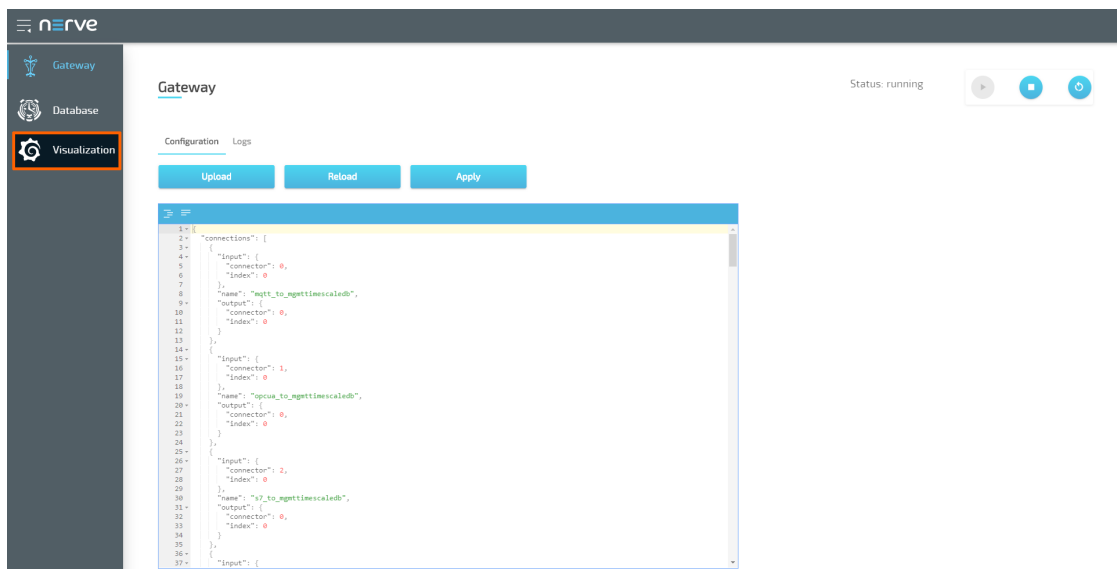 nerve
Gateway
Database
Visualization
Gateway
Status: running
Configuration Logs
Upload Reload Apply
1 {
2 "connections": [
3 {
4 "input": {
5 "connector": 0,
6 "index": 0
7 },
8 "name": "mqtt_to_mgmttimescaledb",
9 "output": {
10 "connector": 0,
11 "index": 0
12 }
13 },
14 {
15 "input": {
16 "connector": 1,
17 "index": 0
18 },
19 "name": "opcua_to_mgmttimescaledb",
20 "output": {
21 "connector": 0,
22 "index": 0
23 }
24 },
25 {
26 "input": {
27 "connector": 2,
28 "index": 0
29 },
30 "name": "s7_to_mgmttimescaledb",
31 "output": {
32 "connector": 0,
33 "index": 0
34 }
35 },
36 {
37 "input": {